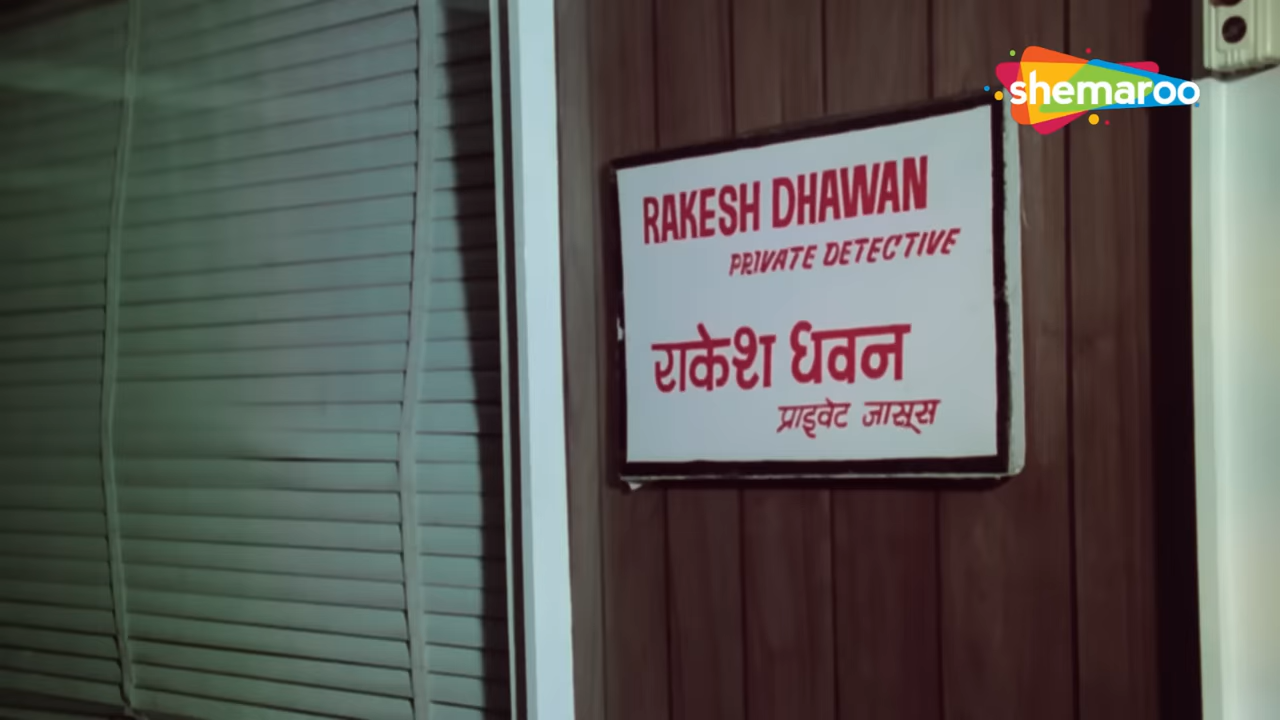 shemaroo
RAKESH DHAWAN
PRIVATE DETECTIVE
राकेश धवन
प्राइवेट जासूस